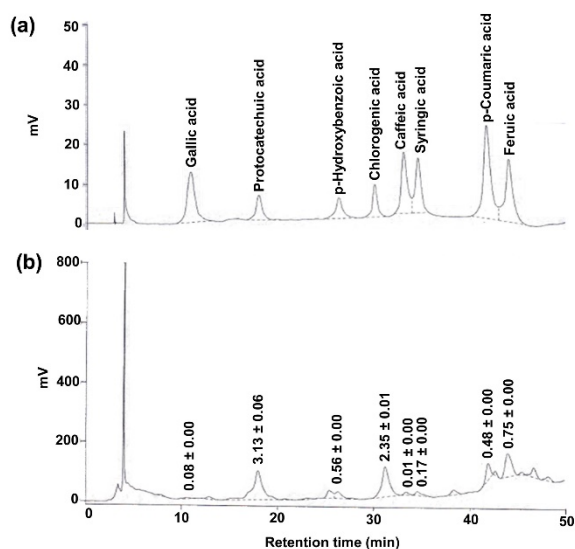 (a)
50
40
30
20
10
0
mV
Gallic acid
Protocatechuic acid
p-Hydroxybenzoic acid
Chlorogenic acid
Caffeic acid
Syringic acid
p-Coumaric acid
Feruic acid
(b)
800
600
400
200
0
mV
0.08 ± 0.00
3.13 ± 0.06
0.56 ± 0.00
2.35 ± 0.01
0.01 ± 0.00
0.17 ± 0.00
0.48 ± 0.00
0.75 ± 0.00
0 10 20 30 40 50
Retention time (min)